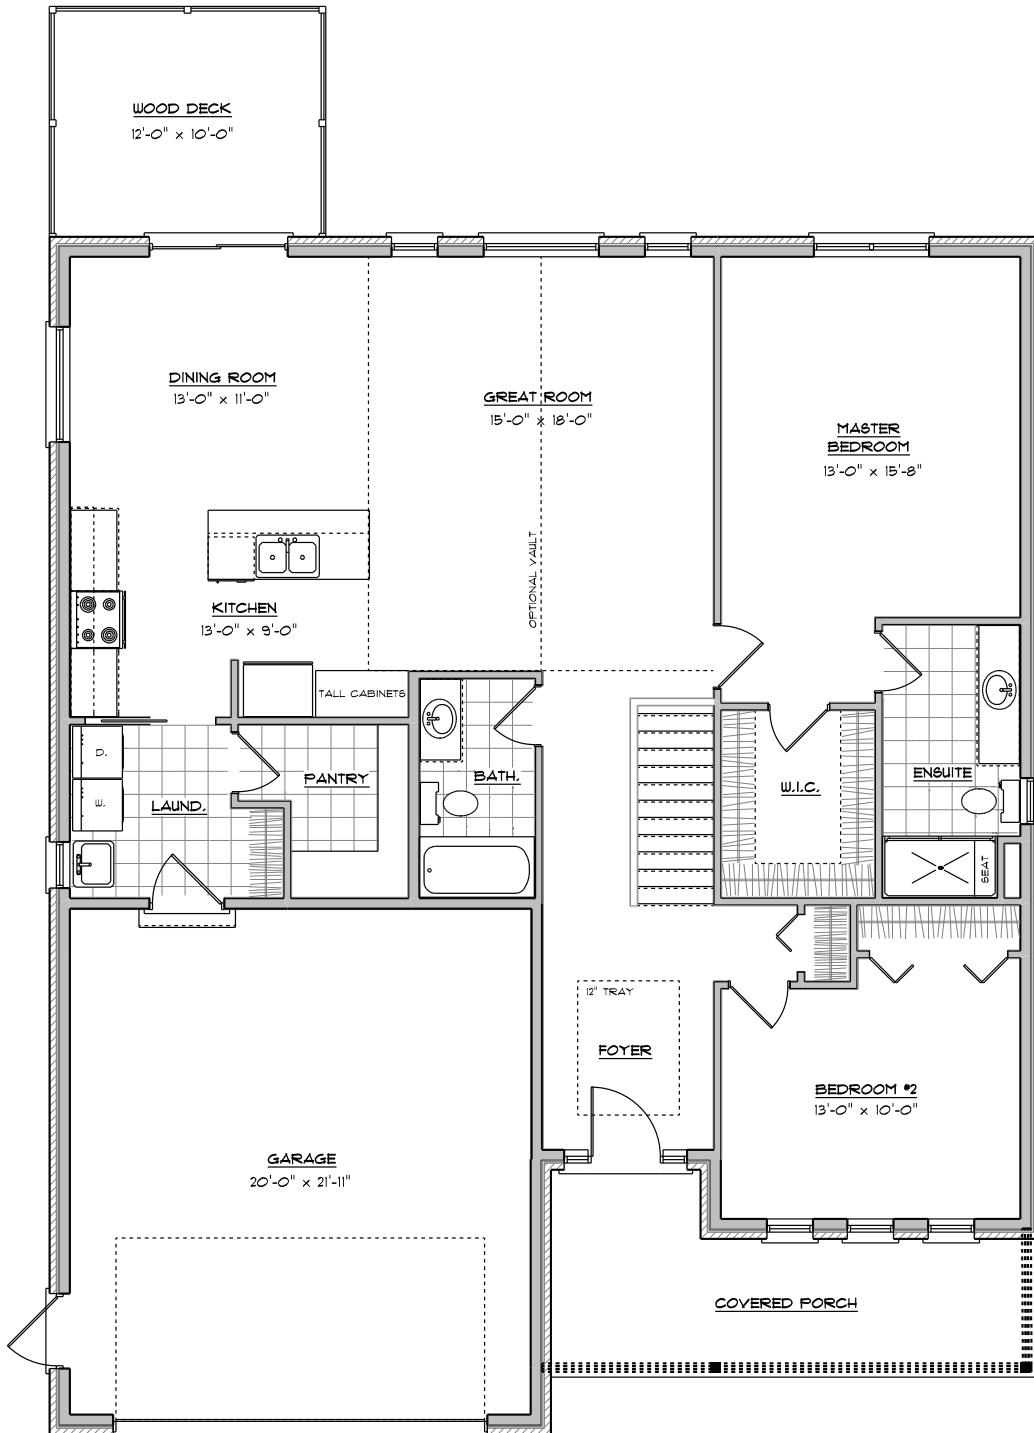 WOOD DECK
12'-0" x 10'-0"
DINING ROOM
13'-0" x 11'-0"
GREAT ROOM
15'-0" x 18'-0"
MASTER
BEDROOM
13'-0" x 15'-8"
OPTIONAL VAULT
KITCHEN
13'-0" x 9'-0"
TALL CABINETS
D.
W.
LAUND.
PANTRY
BATH.
W.I.C.
ENSUITE
SEAT
12" TRAY
FOYER
BEDROOM #2
13'-0" x 10'-0"
GARAGE
20'-0" x 21'-11"
COVERED PORCH